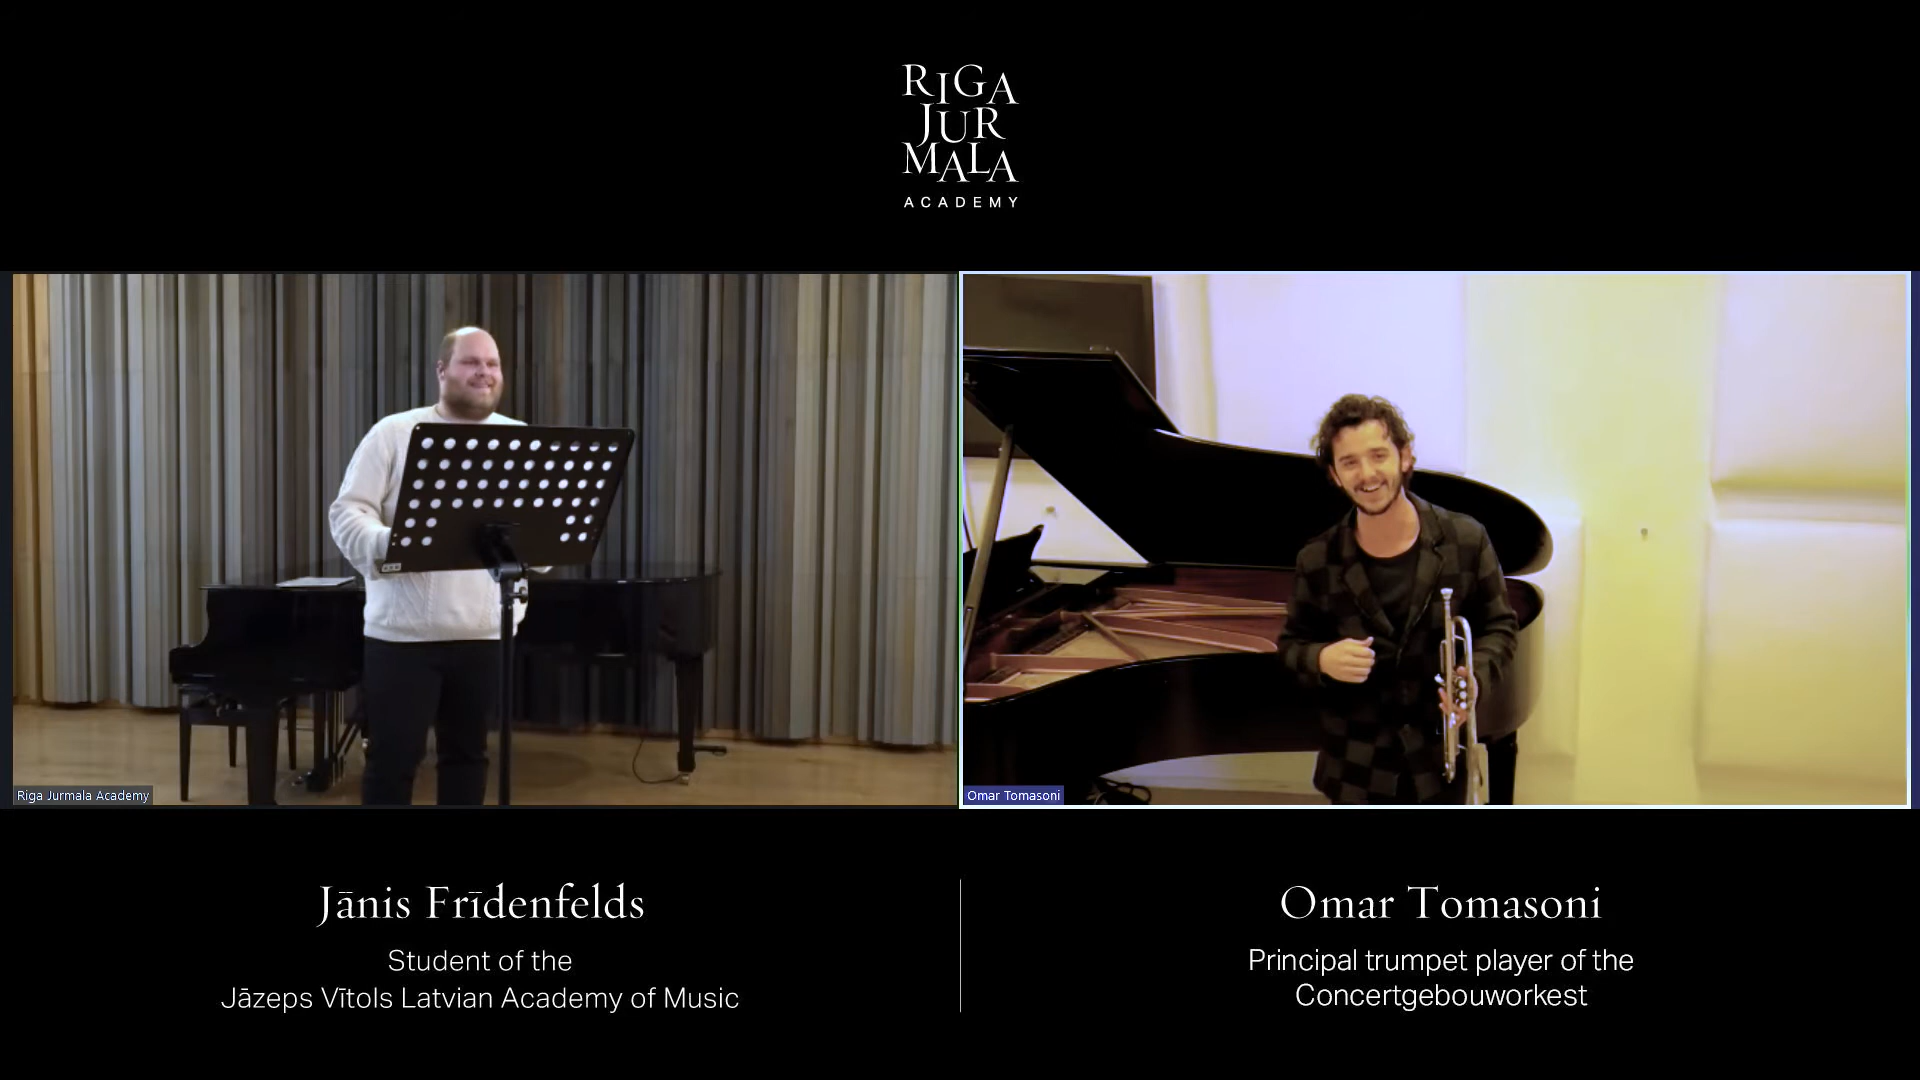 RIGA
JUR
MALA
ACADEMY
Riga Jurmala Academy
Omar Tomasoni
Jānis Frīdenfelds
Student of the
Jāzeps Vītols Latvian Academy of Music
Omar Tomasoni
Principal trumpet player of the
Concertgebouworkest